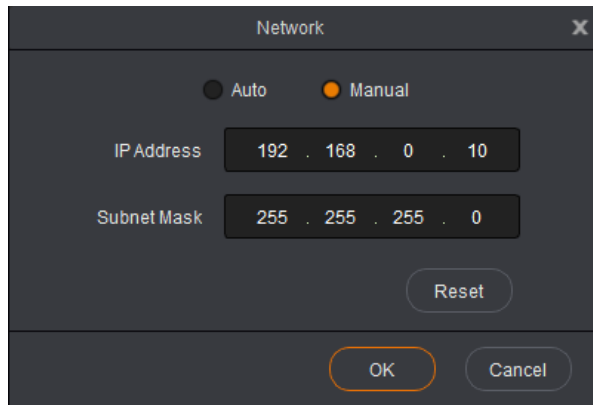 Network X
Auto Manual
IP Address 192 . 168 . 0 . 10
Subnet Mask 255 . 255 . 255 . 0
Reset
OK Cancel